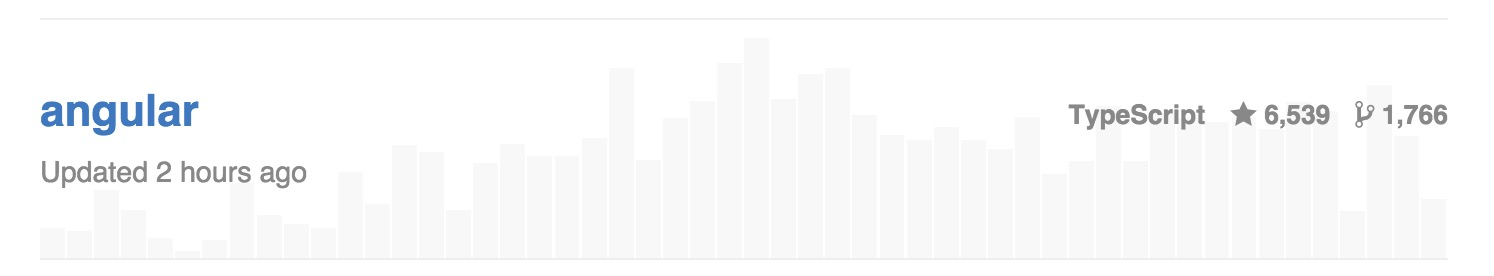 angular
TypeScript 6,539 1,766
Updated 2 hours ago